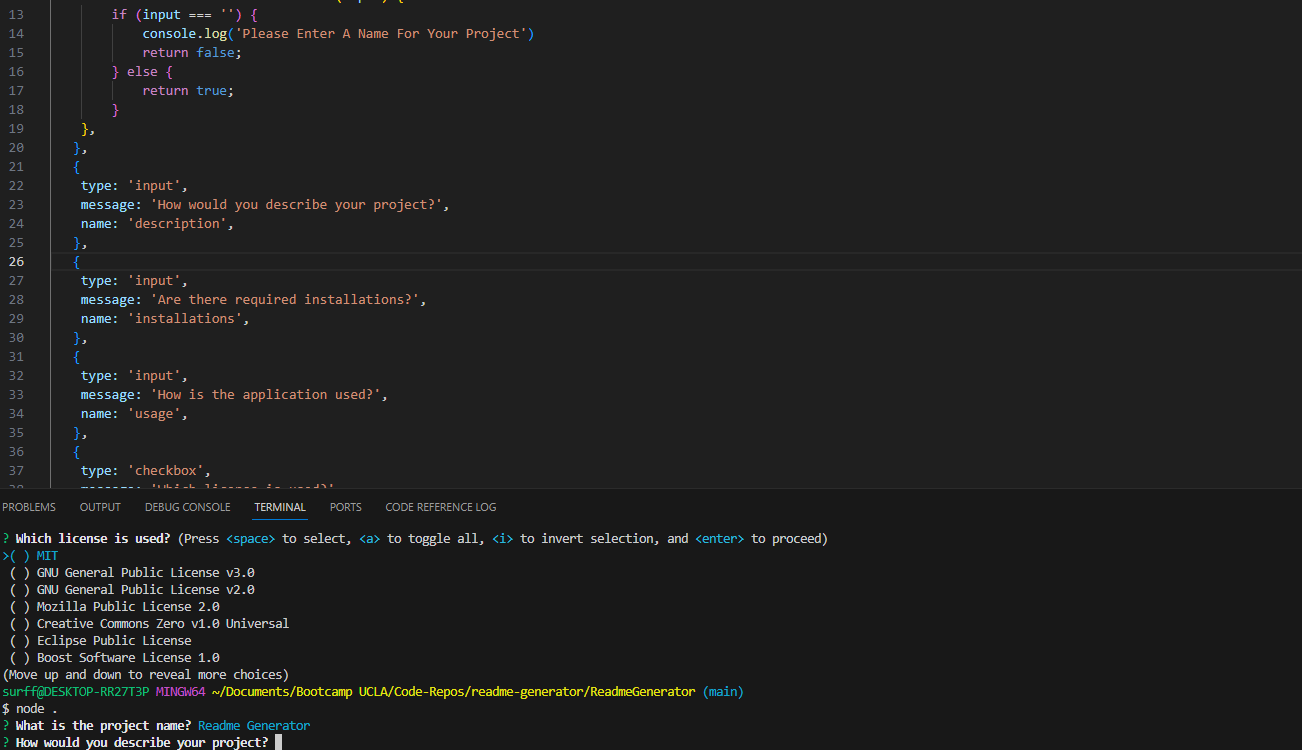 13 if (input === '') {
14 console.log('Please Enter A Name For Your Project')
15 return false;
16 } else {
17 return true;
18 }
19 },
20 },
21 {
22 type: 'input',
23 message: 'How would you describe your project?',
24 name: 'description',
25 },
26 {
27 type: 'input',
28 message: 'Are there required installations?',
29 name: 'installations',
30 },
31 {
32 type: 'input',
33 message: 'How is the application used?',
34 name: 'usage',
35 },
36 {
37 type: 'checkbox',
PROBLEMS OUTPUT DEBUG CONSOLE TERMINAL PORTS CODE REFERENCE LOG
? Which license is used? (Press <space> to select, <a> to toggle all, <i> to invert selection, and <enter> to proceed)
>( ) MIT
( ) GNU General Public License v3.0
( ) GNU General Public License v2.0
( ) Mozilla Public License 2.0
( ) Creative Commons Zero v1.0 Universal
( ) Eclipse Public License
( ) Boost Software License 1.0
(Move up and down to reveal more choices)
surff@DESKTOP-RR27T3P MINGW64 ~/Documents/Bootcamp UCLA/Code-Repos/readme-generator/ReadmeGenerator (main)
$ node .
? What is the project name? Readme Generator
? How would you describe your project?